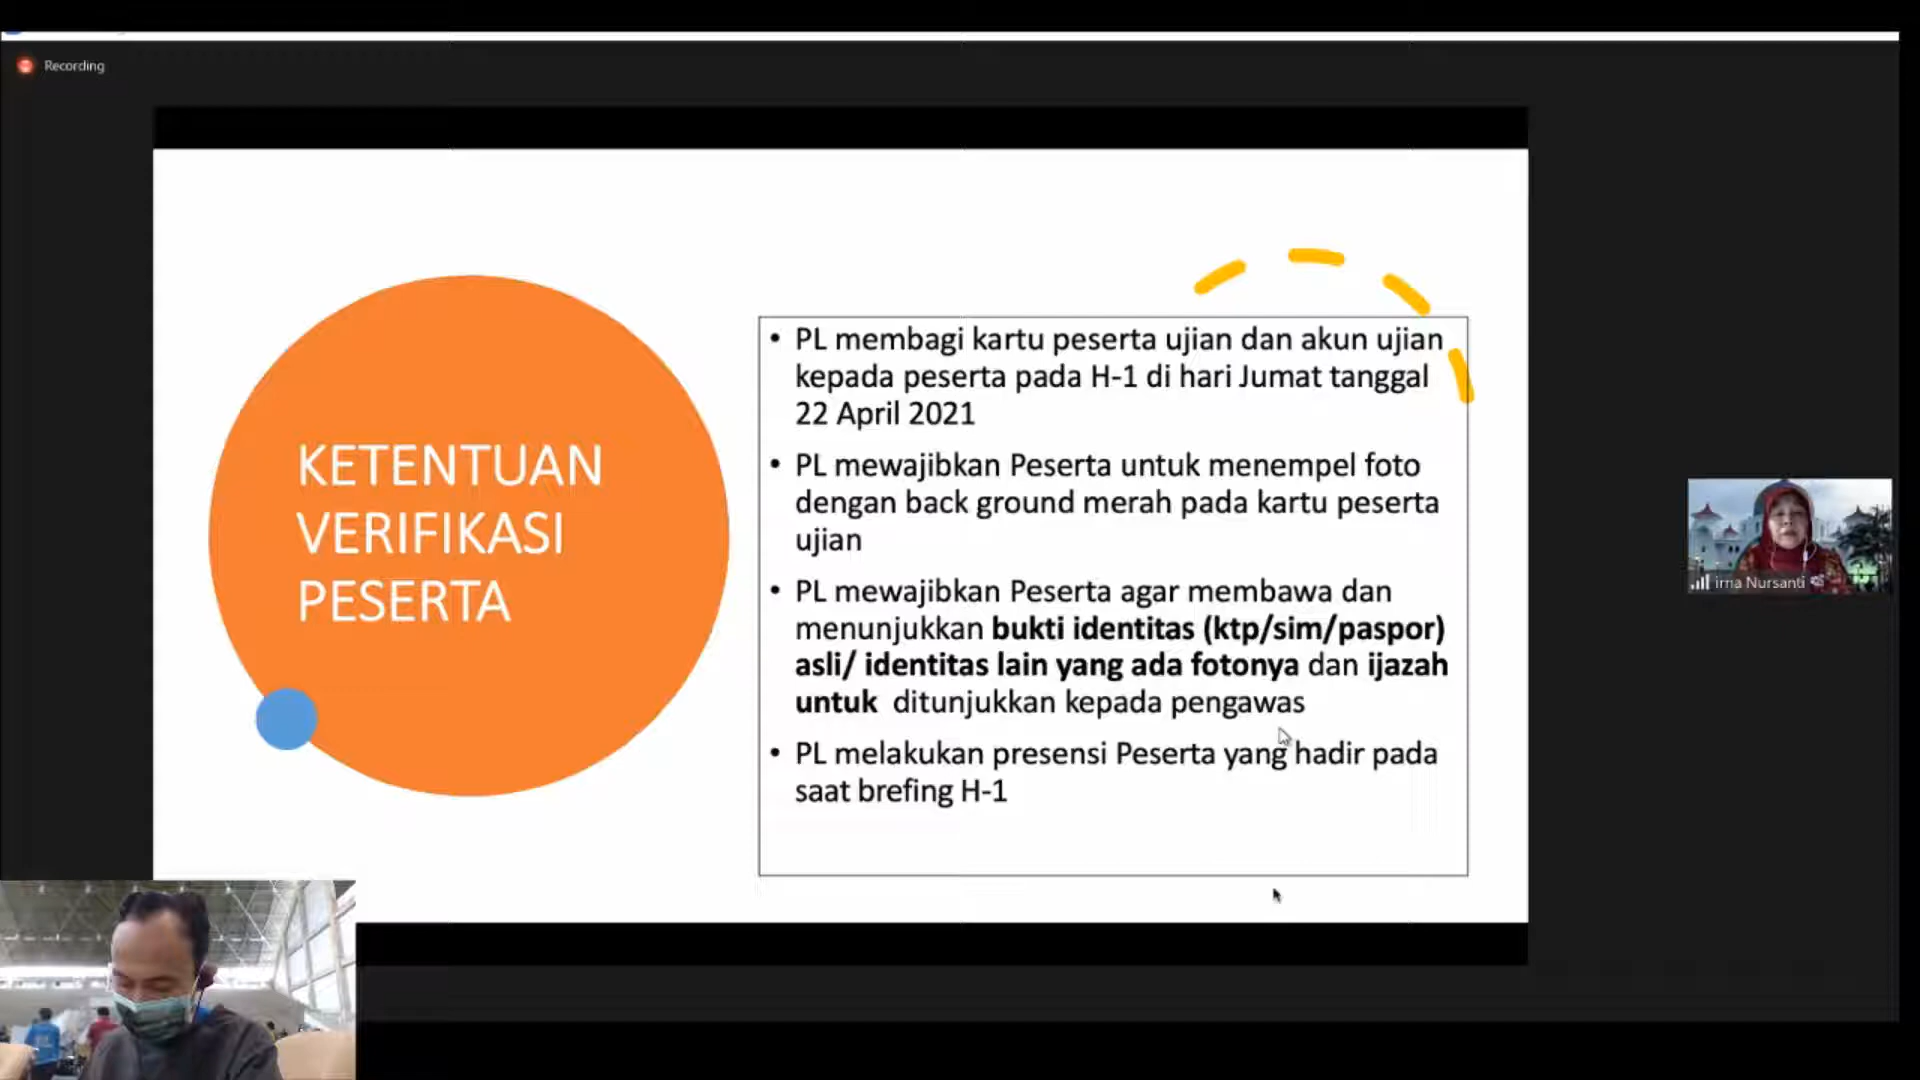 Recording
KETENTUAN
VERIFIKASI
PESERTA
• PL membagi kartu peserta ujian dan akun ujian
kepada peserta pada H-1 di hari Jumat tanggal
22 April 2021
• PL mewajibkan Peserta untuk menempel foto
dengan back ground merah pada kartu peserta
ujian
• PL mewajibkan Peserta agar membawa dan
menunjukkan bukti identitas (ktp/sim/paspor)
asli/ identitas lain yang ada fotonya dan ijazah
untuk ditunjukkan kepada pengawas
• PL melakukan presensi Peserta yang hadir pada
saat brefing H-1
irna Nursanti